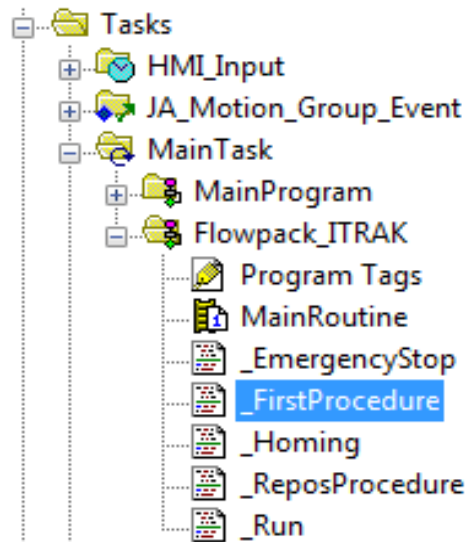 Tasks
HMI_Input
JA_Motion_Group_Event
MainTask
MainProgram
Flowpack_ITRAK
Program Tags
MainRoutine
_EmergencyStop
_FirstProcedure
_Homing
_ReposProcedure
_Run